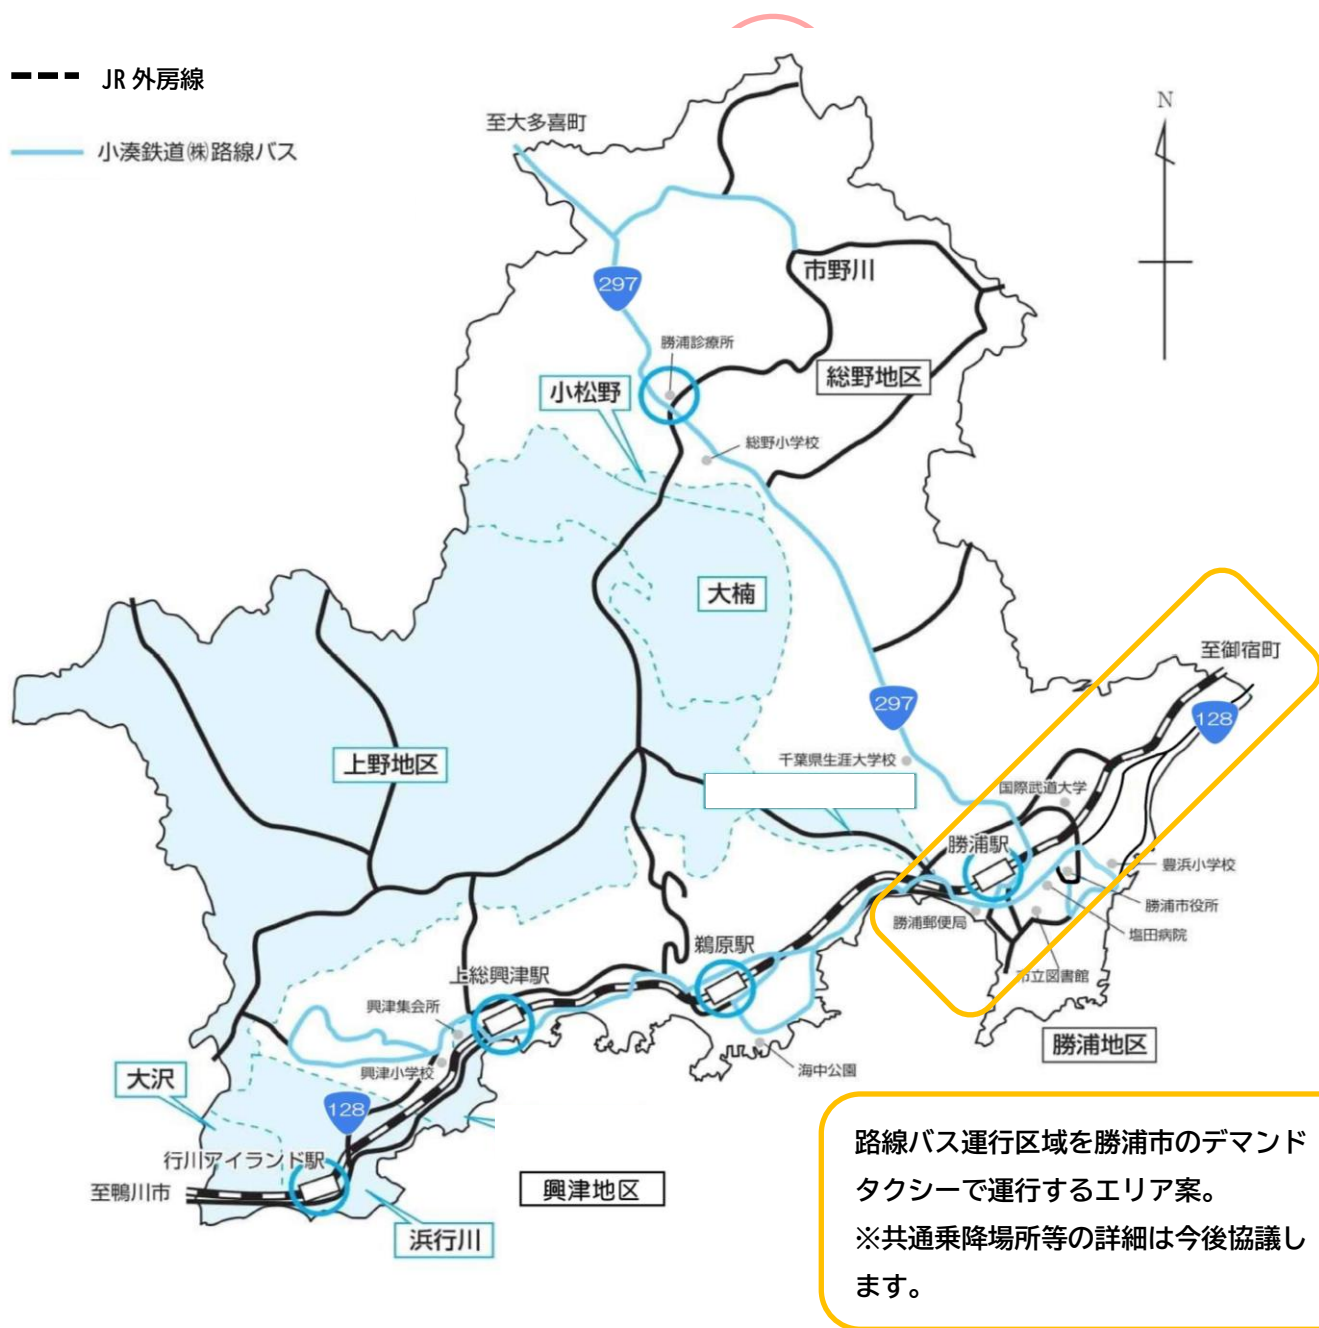 JR 外房線
小湊鉄道㈱路線バス
至大多喜町
N
297
市野川
勝浦診療所
総野地区
小松野
総野小学校
大楠
至御宿町
297
128
千葉県生涯大学校
上野地区
国際武道大学
勝浦駅
豊浜小学校
勝浦市役所
勝浦郵便局
塩田病院
鵜原駅
市立図書館
上総興津駅
興津集会所
勝浦地区
興津小学校
海中公園
大沢
128
行川アイランド駅
至鴨川市
興津地区
浜行川
路線バス運行区域を勝浦市のデマンド
タクシーで運行するエリア案。
※共通乗降場所等の詳細は今後協議し
ます。